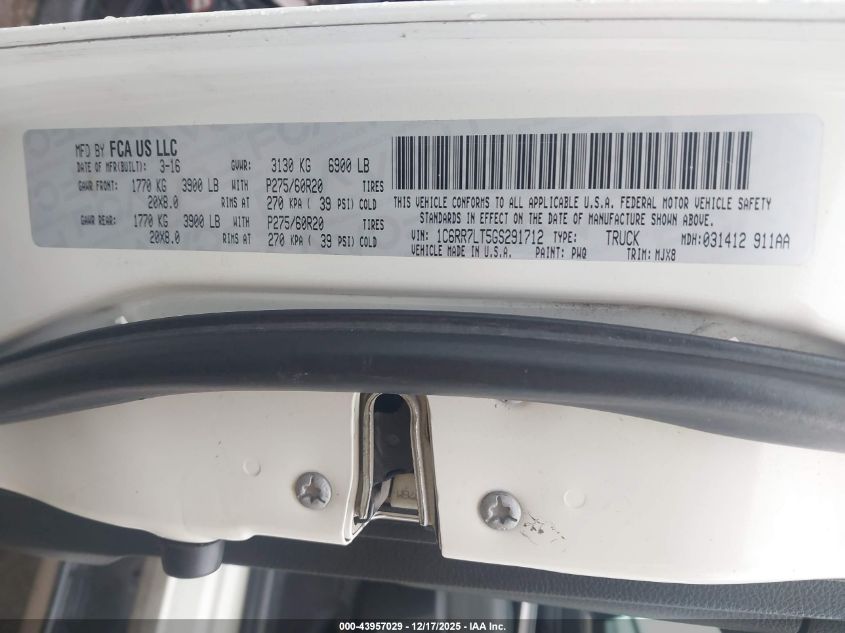 MFD BY FCA US LLC
DATE OF MFR(BUILT): 3-16 GVWR: 3130 KG 6900 LB
GAWR FRONT: 1770 KG 3900 LB WITH P275/60R20 TIRES
20X8.0 RIMS AT 270 KPA ( 39 PSI) COLD
GAWR REAR: 1770 KG 3900 LB WITH P275/60R20 TIRES
20X8.0 RIMS AT 270 KPA ( 39 PSI) COLD
THIS VEHICLE CONFORMS TO ALL APPLICABLE U.S.A. FEDERAL MOTOR VEHICLE SAFETY
STANDARDS IN EFFECT ON THE DATE OF MANUFACTURE SHOWN ABOVE.
VIN: 1C6RR7LT5GS291712 TYPE: TRUCK MDH:031412 911AA
VEHICLE MADE IN U.S.A. PAINT: PWQ TRIM: MJX8
000-43957029 - 12/17/2025 - IAA Inc.